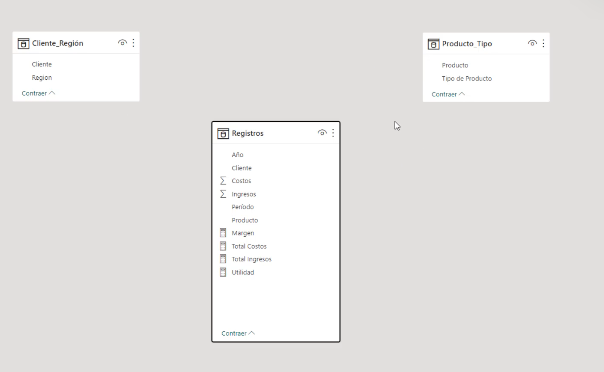 Cliente_Región
Cliente
Region
Contraer
Producto_Tipo
Producto
Tipo de Producto
Contraer
Registros
Año
Cliente
Costos
Ingresos
Período
Producto
Margen
Total Costos
Total Ingresos
Utilidad
Contraer